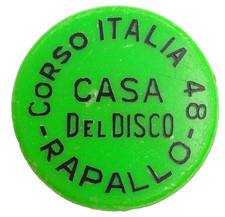 CORSO ITALIA 48
CASA
DEL DISCO
- RAPALLO -